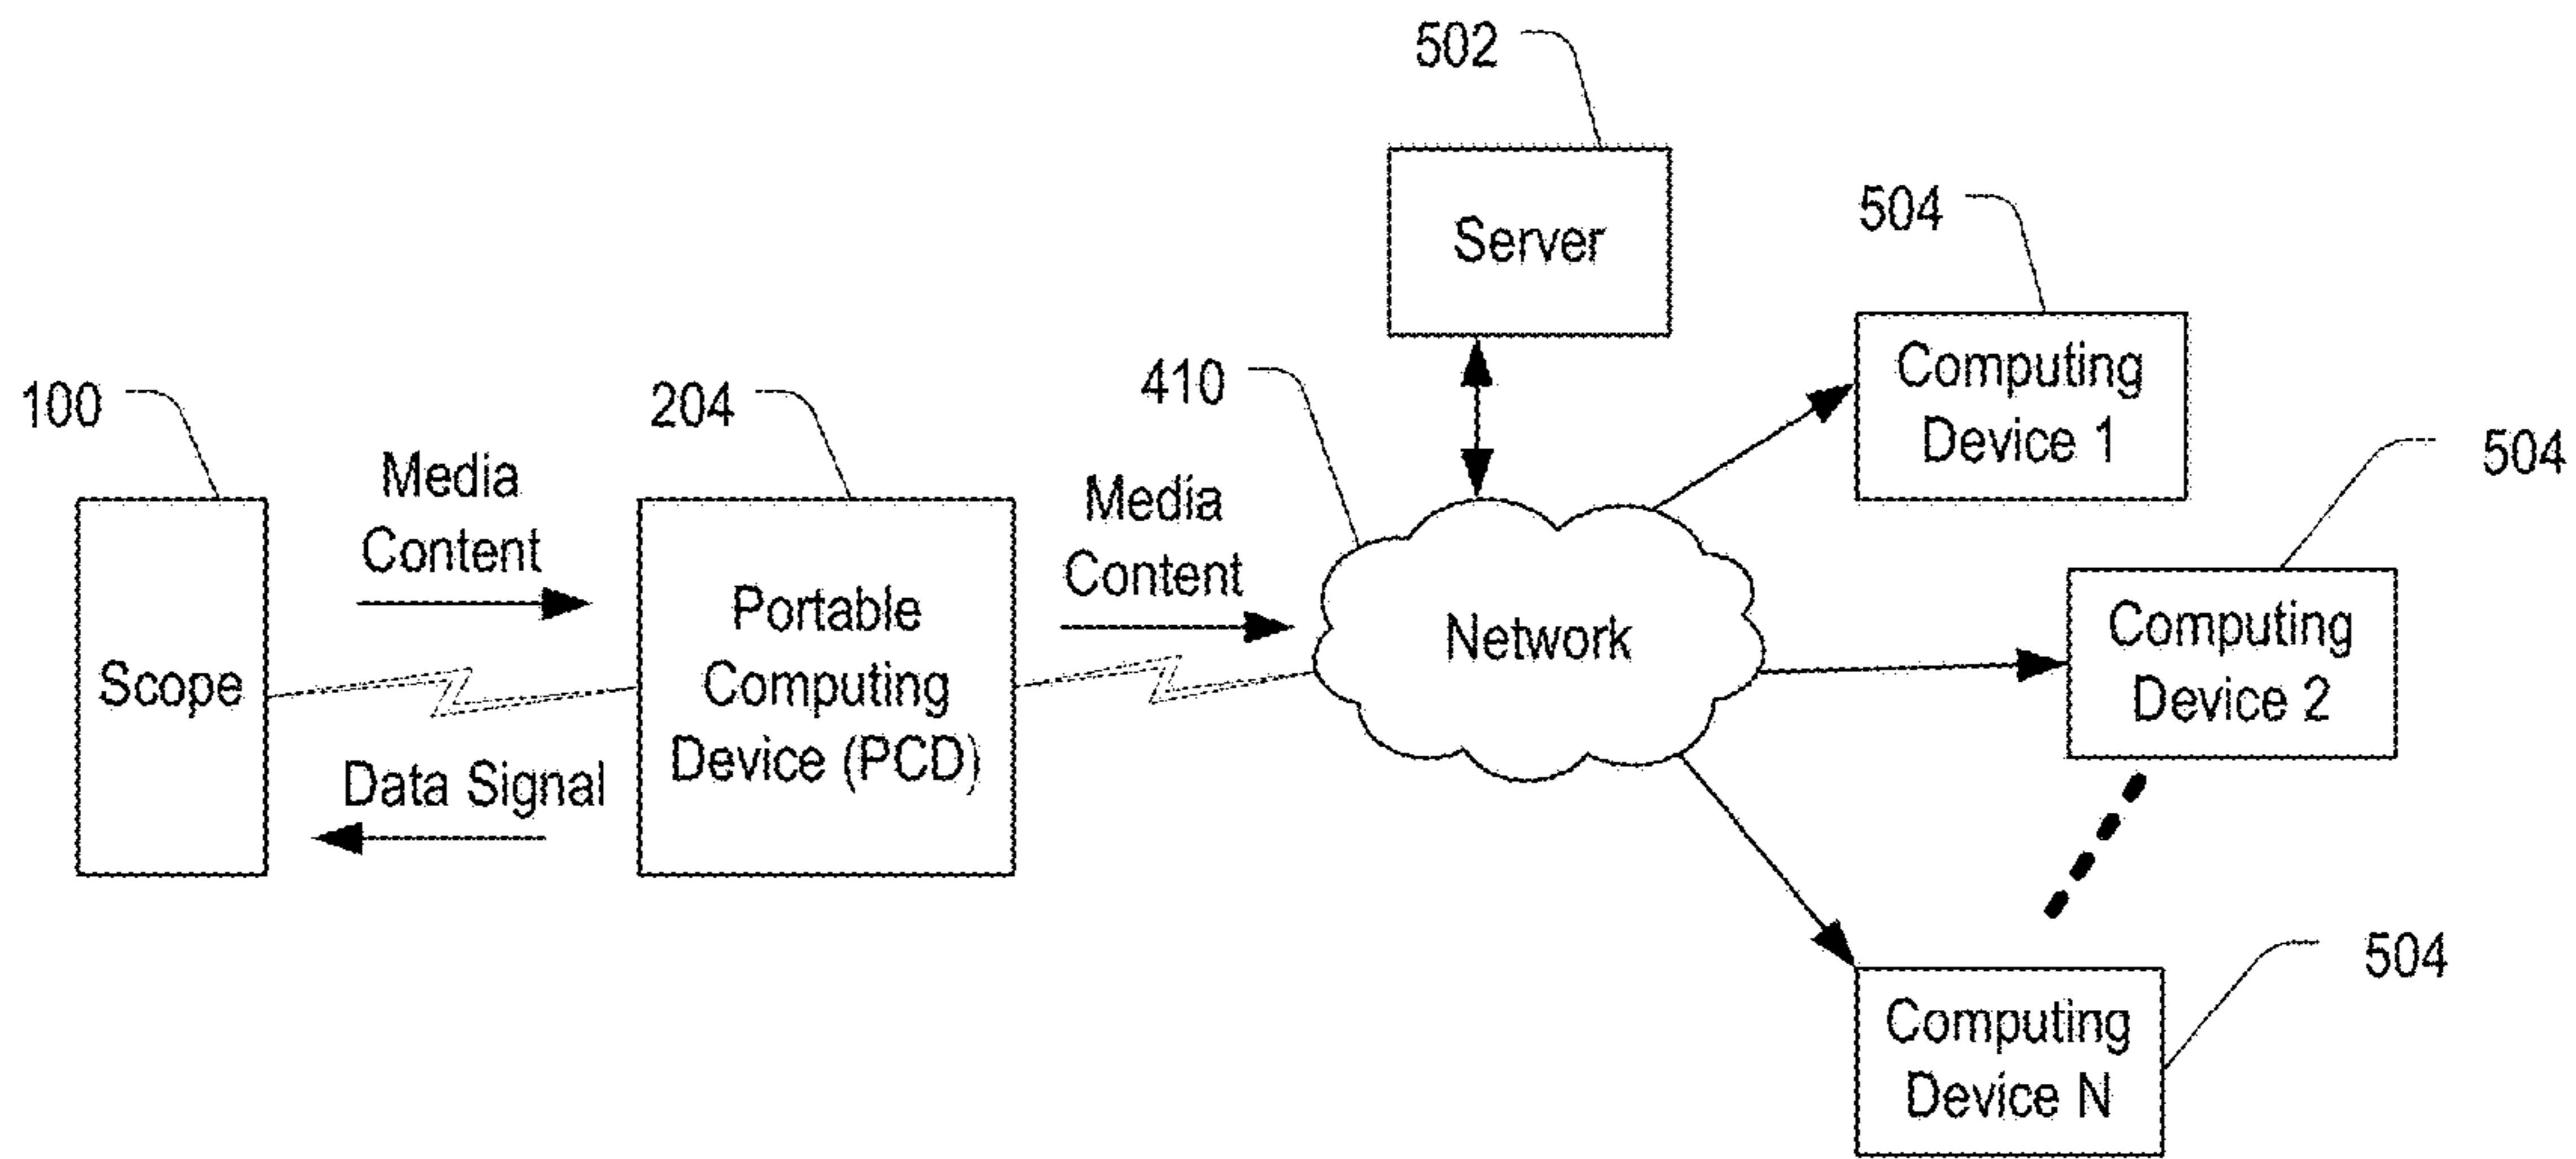 502
Server
504
Computing
Device 1
100
Media
Content
204
410
Media
Content
504
Scope
Portable
Computing
Device (PCD)
Network
Computing
Device 2
Data Signal
504
Computing
Device N